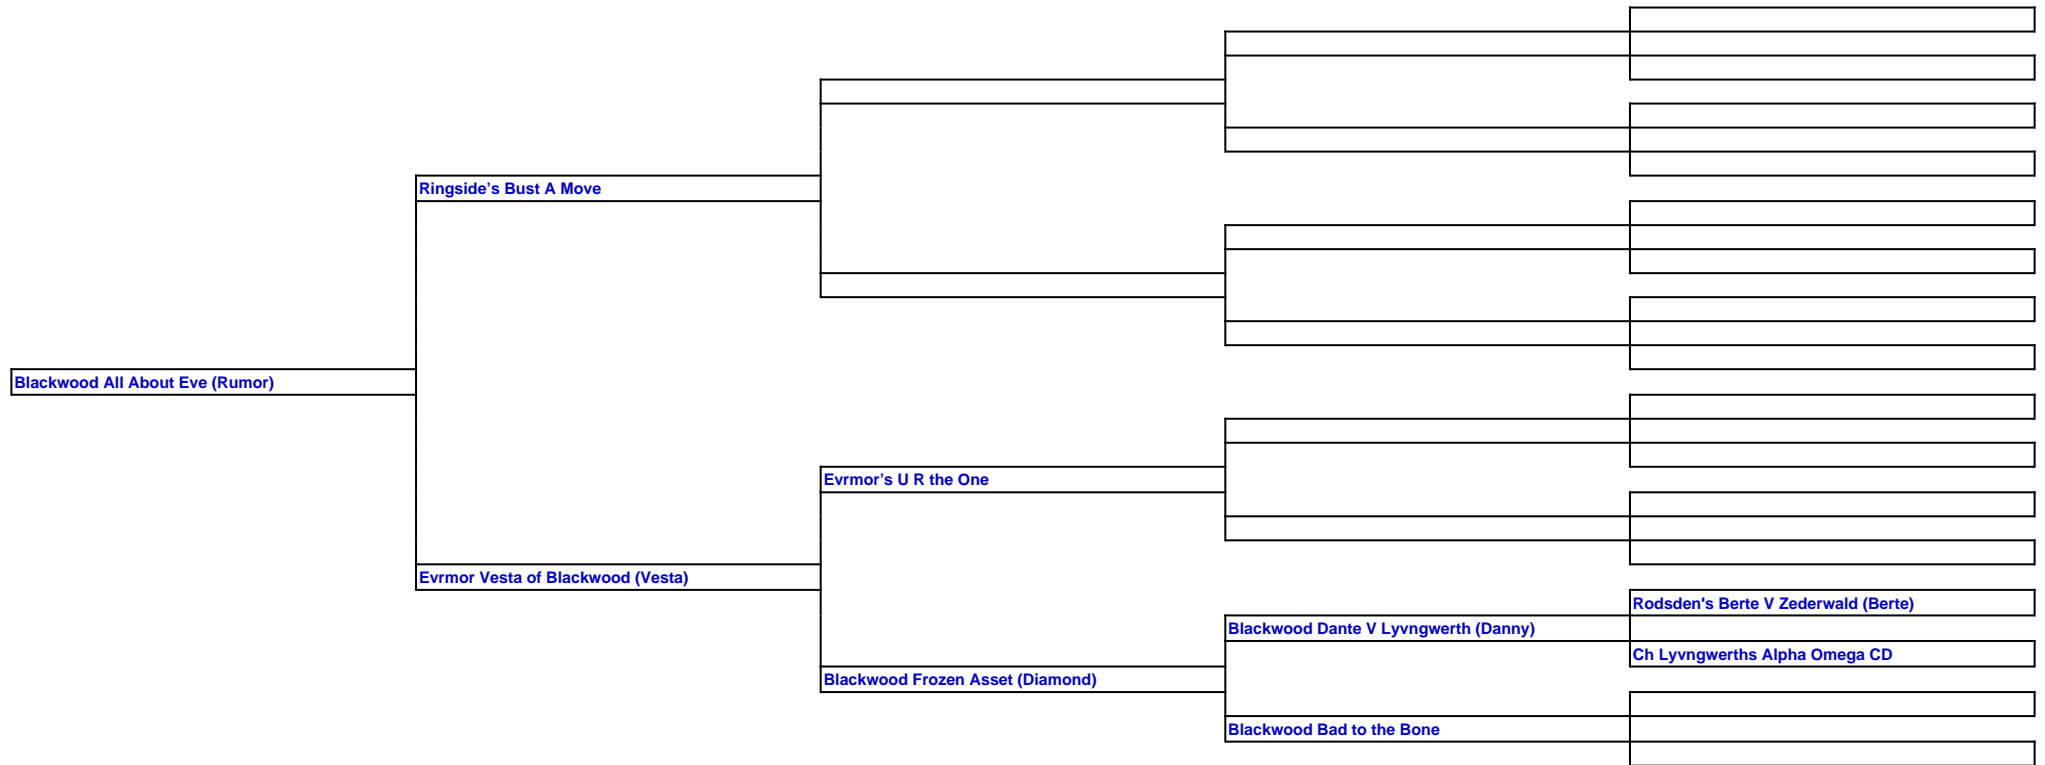 Ringside’s Bust A Move
Blackwood All About Eve (Rumor)
Evrmor’s U R the One
Evrmor Vesta of Blackwood (Vesta)
Rodsden's Berte V Zederwald (Berte)
Blackwood Dante V Lyvngwerth (Danny)
Ch Lyvngwerths Alpha Omega CD
Blackwood Frozen Asset (Diamond)
Blackwood Bad to the Bone